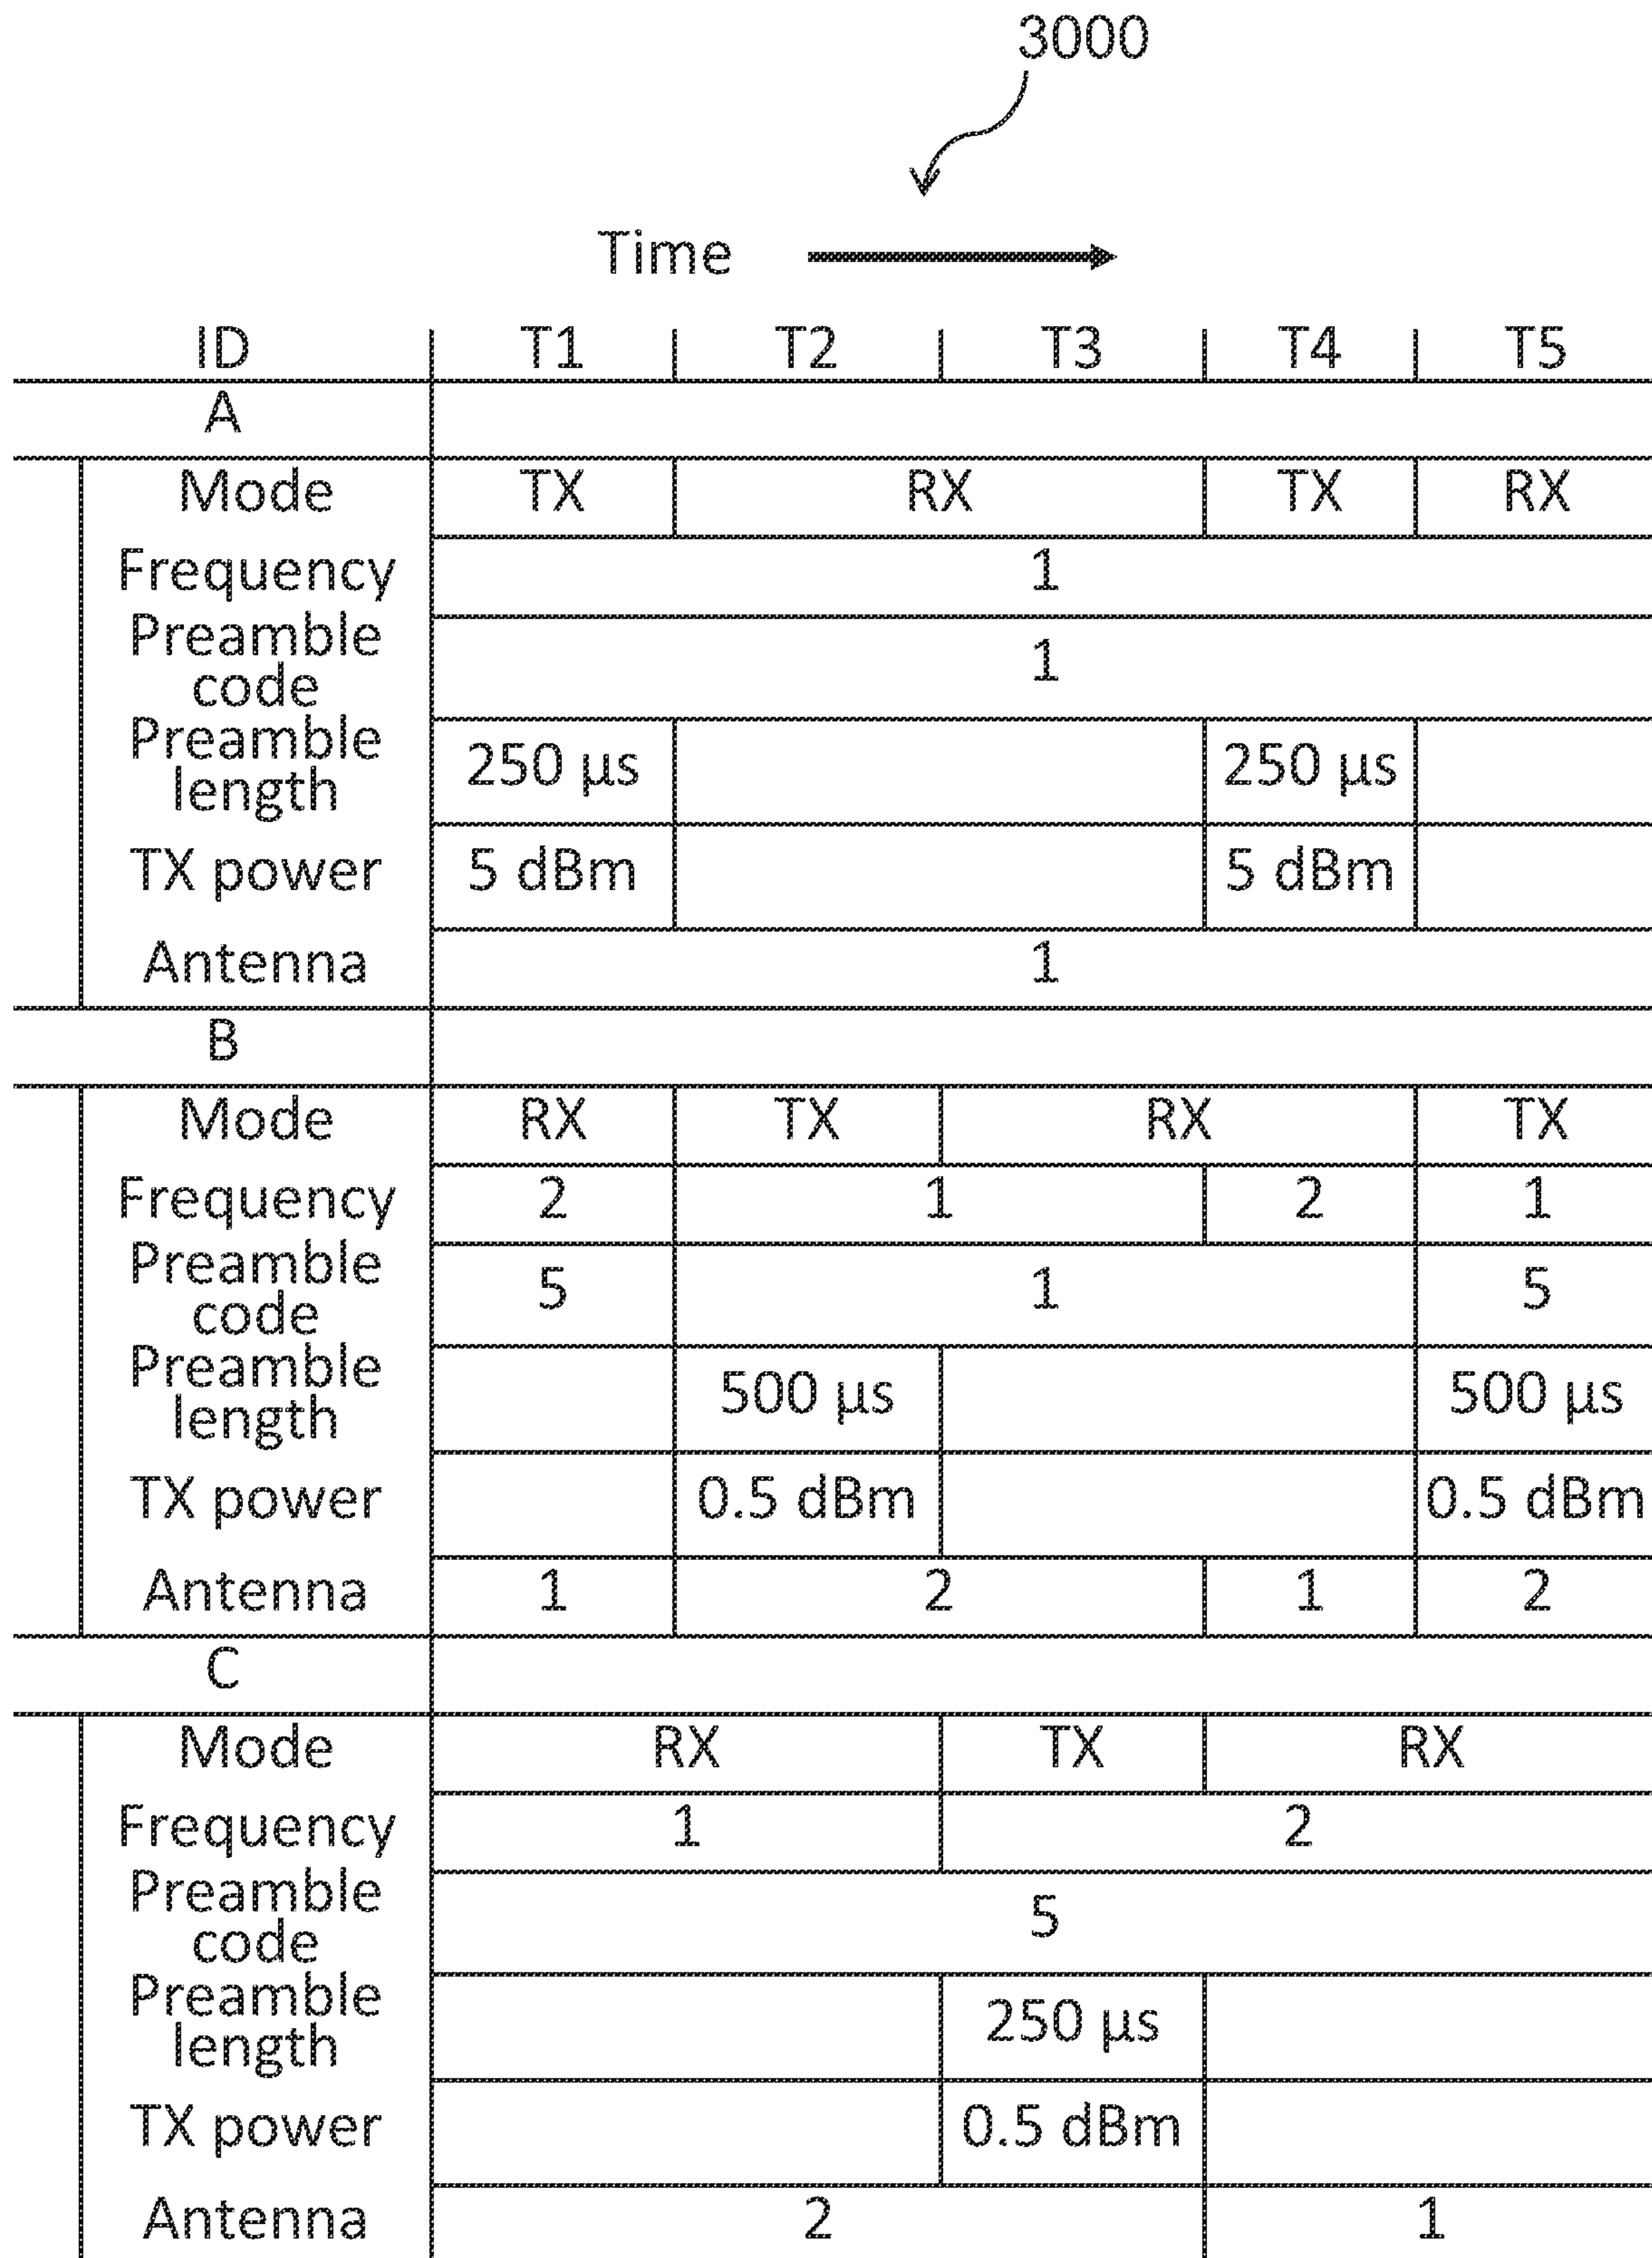 3000
Time
ID T1 T2 T3 T4 T5
A
Mode TX RX TX RX
Frequency 1
Preamble
code 1
Preamble
length 250 μs 250 μs
TX power 5 dBm 5 dBm
Antenna 1
B
Mode RX TX RX TX
Frequency 2 1 2 1
Preamble
code 5 1 5
Preamble
length 500 μs 500 μs
TX power 0.5 dBm 0.5 dBm
Antenna 1 2 1 2
C
Mode RX TX RX
Frequency 1 2
Preamble
code 5
Preamble
length 250 μs
TX power 0.5 dBm
Antenna 2 1